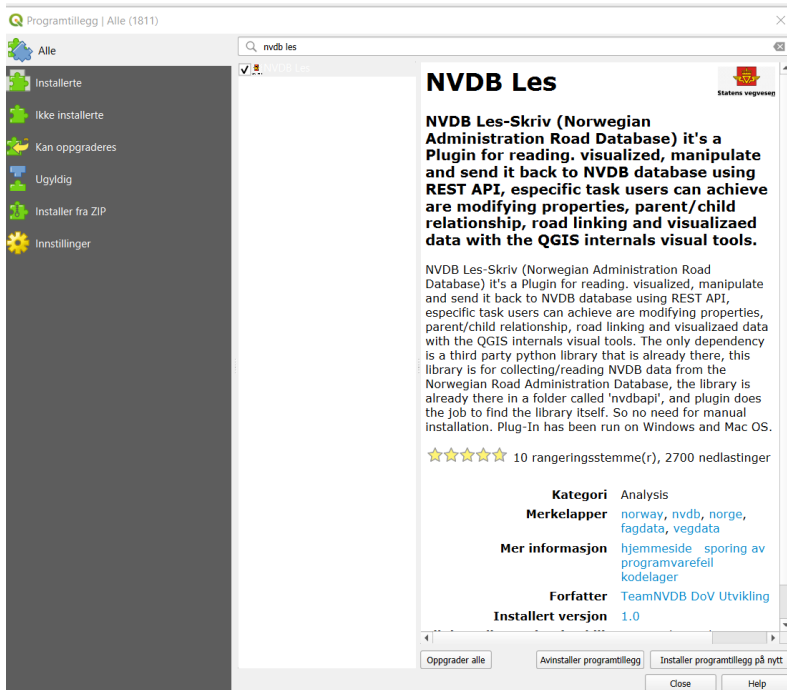 Programtillegg | Alle (1811)
Alle
nvdb les
Installerte
Ikke installerte
Kan oppgraderes
Ugyldig
Installer fra ZIP
Innstillinger
NVDB Les
NVDB Les
Statens vegvesen
NVDB Les-Skriv (Norwegian
Administration Road Database) it's a
Plugin for reading. visualized, manipulate
and send it back to NVDB database using
REST API, especific task users can achieve
are modifying properties, parent/child
relationship, road linking and visualizaed
data with the QGIS internals visual tools.
NVDB Les-Skriv (Norwegian Administration Road
Database) it's a Plugin for reading. visualized, manipulate
and send it back to NVDB database using REST API,
especific task users can achieve are modifying properties,
parent/child relationship, road linking and visualizaed data
with the QGIS internals visual tools. The only dependency
is a third party python library that is already there, this
library is for collecting/reading NVDB data from the
Norwegian Road Administration Database, the library is
already there in a folder called 'nvdbapi', and plugin does
the job to find the library itself. So no need for manual
installation. Plug-In has been run on Windows and Mac OS.
10 rangeringsstemme(r), 2700 nedlastinger
Kategori Analysis
Merkelapper norway, nvdb, norge,
fagdata, vegdata
Mer informasjon hjemmeside sporing av
programvarefeil
kodelager
Forfatter TeamNVDB DoV Utvikling
Installert versjon 1.0
Oppgrader alle
Avinstaller programtillegg
Installer programtillegg på nytt
Close
Help